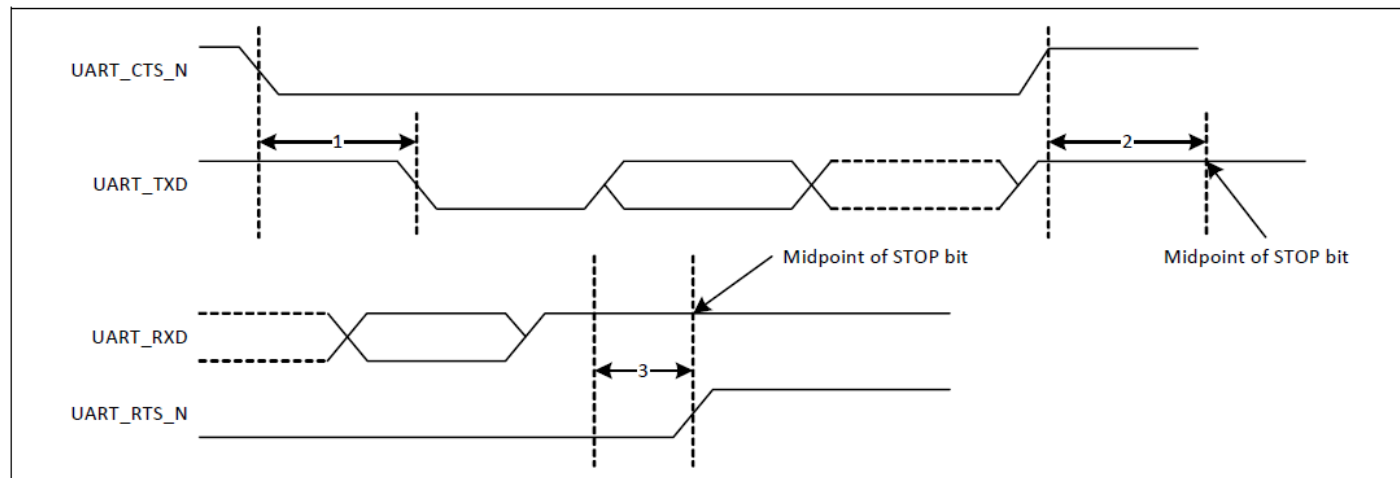 UART_CTS_N
1
2
UART_TXD
Midpoint of STOP bit
Midpoint of STOP bit
UART_RXD
3
UART_RTS_N